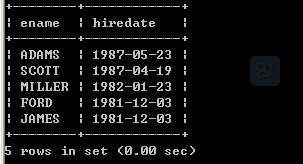 +--------+------------+
| ename | hiredate |
+--------+------------+
| ADAMS | 1987-05-23 |
| SCOTT | 1987-04-19 |
| MILLER | 1982-01-23 |
| FORD | 1981-12-03 |
| JAMES | 1981-12-03 |
+--------+------------+
5 rows in set (0.00 sec)